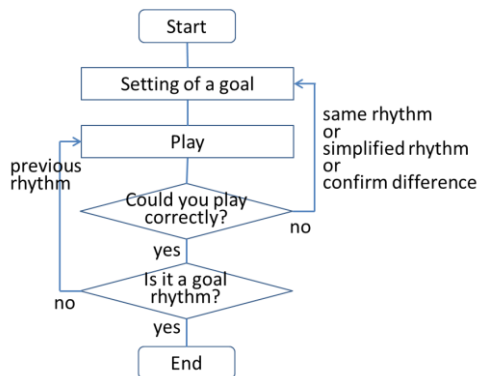 Start
Setting of a goal
same rhythm
or
simplified rhythm
or
confirm difference
Play
previous
rhythm
Could you play
correctly?
no
yes
Is it a goal
rhythm?
no
yes
End